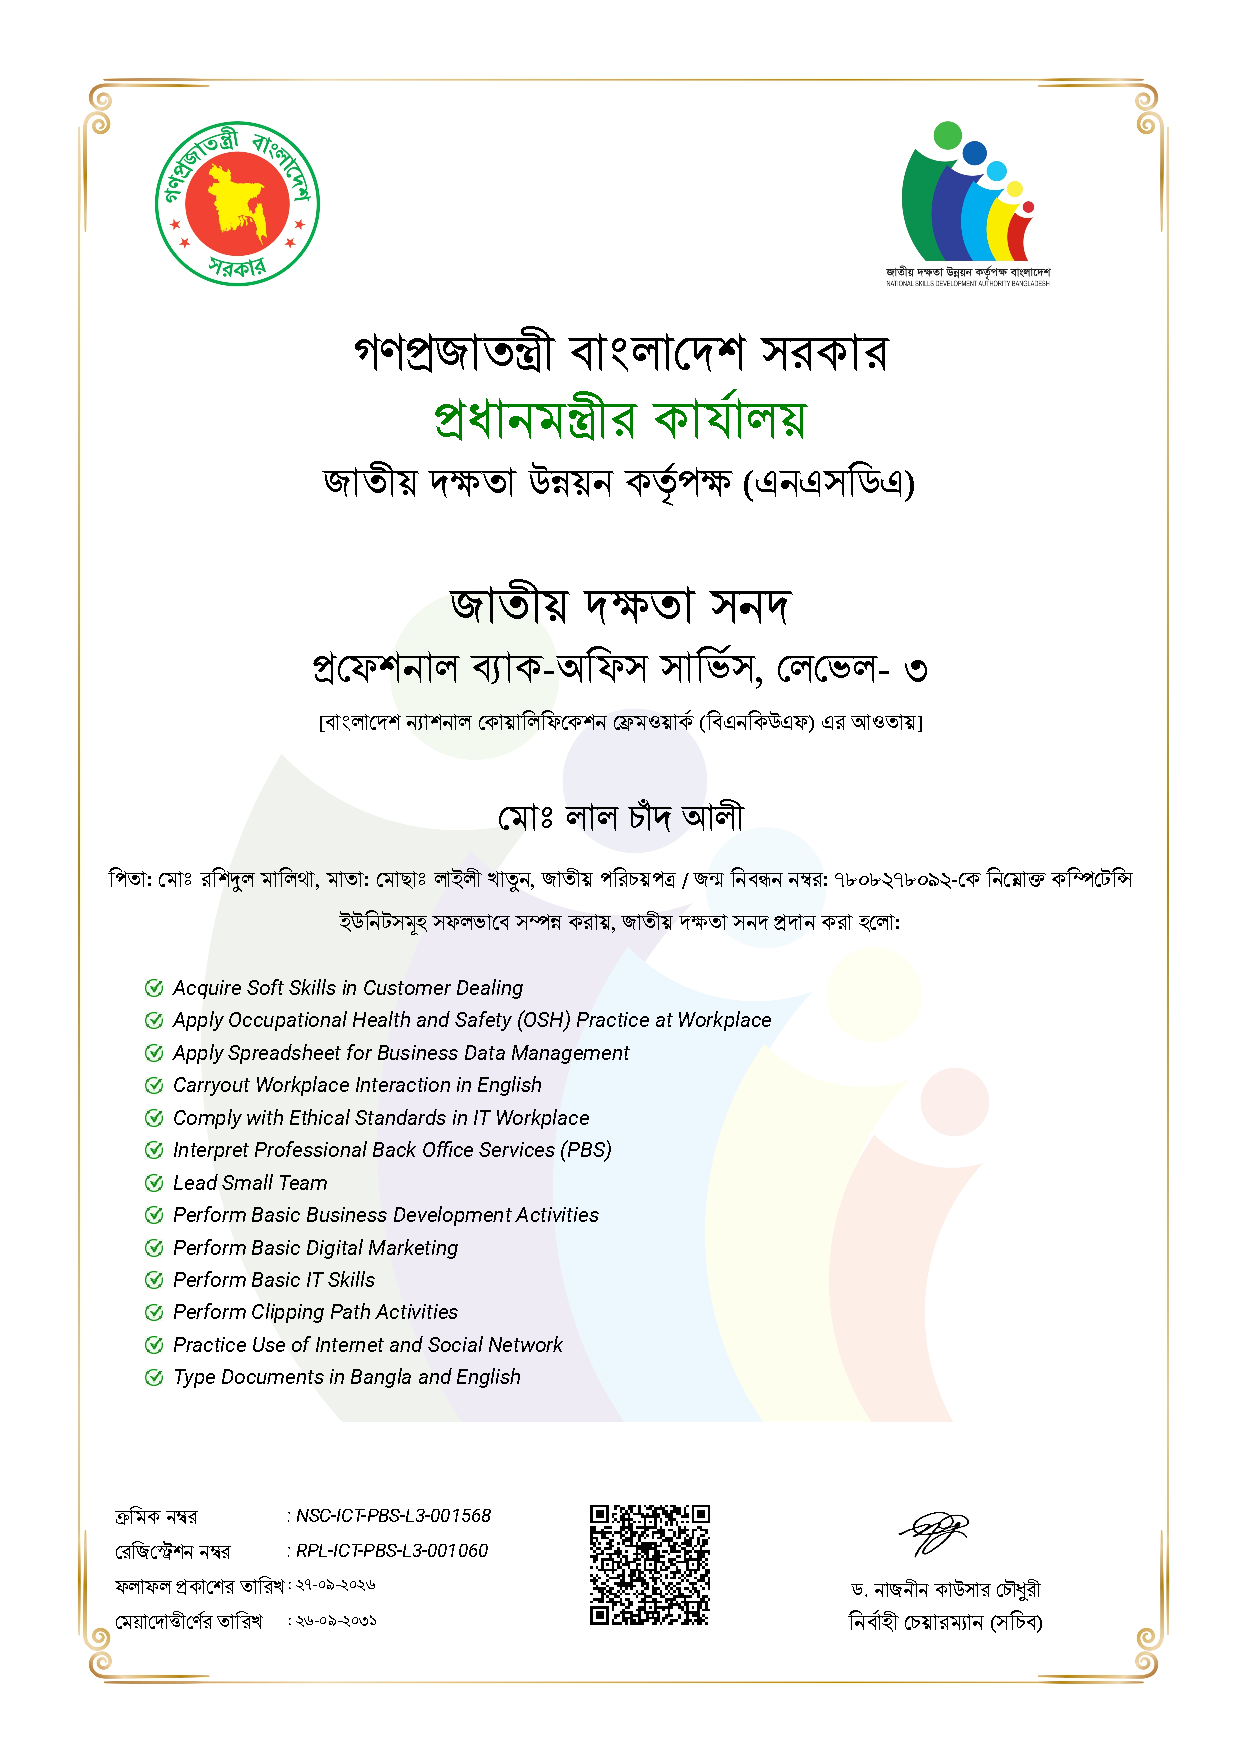 গণপ্রজাতন্ত্রী বাংলাদেশ
সরকার
জাতীয় দক্ষতা উন্নয়ন কর্তৃপক্ষ বাংলাদেশ
NATIONAL SKILLS DEVELOPMENT AUTHORITY BANGLADESH
গণপ্রজাতন্ত্রী বাংলাদেশ সরকার
প্রধানমন্ত্রীর কার্যালয়
জাতীয় দক্ষতা উন্নয়ন কর্তৃপক্ষ (এনএসডিএ)
জাতীয় দক্ষতা সনদ
প্রফেশনাল ব্যাক-অফিস সার্ভিস, লেভেল- ৩
[বাংলাদেশ ন্যাশনাল কোয়ালিফিকেশন ফ্রেমওয়ার্ক (বিএনকিউএফ) এর আওতায়]
মোঃ লাল চাঁদ আলী
পিতা: মোঃ রশিদুল মালিথা, মাতা: মোছাঃ লাইলী খাতুন, জাতীয় পরিচয়পত্র / জন্ম নিবন্ধন নম্বর: ৭৮০৮২৭৮০৯২-কে নিম্নোক্ত কম্পিটেন্সি
ইউনিটসমূহ সফলভাবে সম্পন্ন করায়, জাতীয় দক্ষতা সনদ প্রদান করা হলো:
Acquire Soft Skills in Customer Dealing
Apply Occupational Health and Safety (OSH) Practice at Workplace
Apply Spreadsheet for Business Data Management
Carryout Workplace Interaction in English
Comply with Ethical Standards in IT Workplace
Interpret Professional Back Office Services (PBS)
Lead Small Team
Perform Basic Business Development Activities
Perform Basic Digital Marketing
Perform Basic IT Skills
Perform Clipping Path Activities
Practice Use of Internet and Social Network
Type Documents in Bangla and English
ক্রমিক নম্বর : NSC-ICT-PBS-L3-001568
রেজিস্ট্রেশন নম্বর : RPL-ICT-PBS-L3-001060
ফলাফল প্রকাশের তারিখ : ২৭-০৯-২০২৬
মেয়াদোত্তীর্ণের তারিখ : ২৬-০৯-২০৩১
ড. নাজনীন কাউসার চৌধুরী
নির্বাহী চেয়ারম্যান (সচিব)